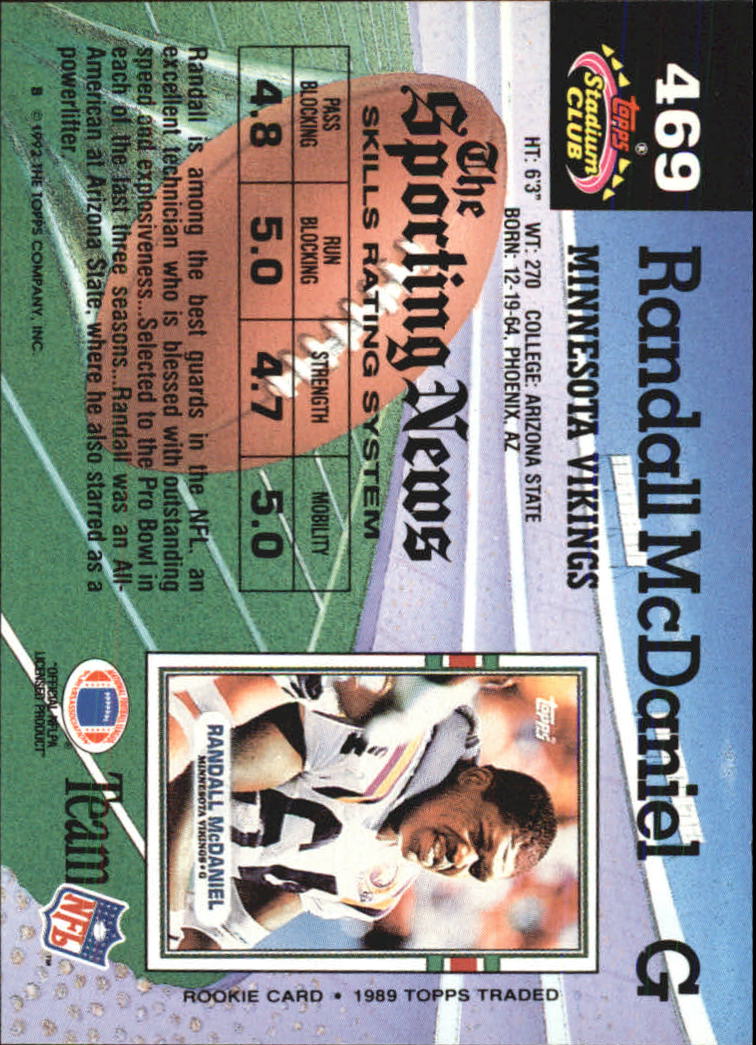 469
Randall McDaniel G
MINNESOTA VIKINGS
TOPPS®
Stadium
CLUB
HT: 6'3" WT: 270 COLLEGE: ARIZONA STATE
BORN: 12-19-64, PHOENIX, AZ
The
Sporting News
SKILLS RATING SYSTEM
PASS BLOCKING RUN BLOCKING STRENGTH MOBILITY
4.8 5.0 4.7 5.0
Randall is among the best guards in the NFL, an
excellent technician who is blessed with outstanding
speed and explosiveness...Selected to the Pro Bowl in
each of the last three seasons...Randall was an All-
American at Arizona State, where he also starred as a
powerlifter.
B © 1992 THE TOPPS COMPANY, INC.
TOPPS
RANDALL McDANIEL
MINNESOTA VIKINGS • G
ROOKIE CARD • 1989 TOPPS TRADED
"OFFICIAL NFLPA
LICENSED PRODUCT"
Team
NFL™